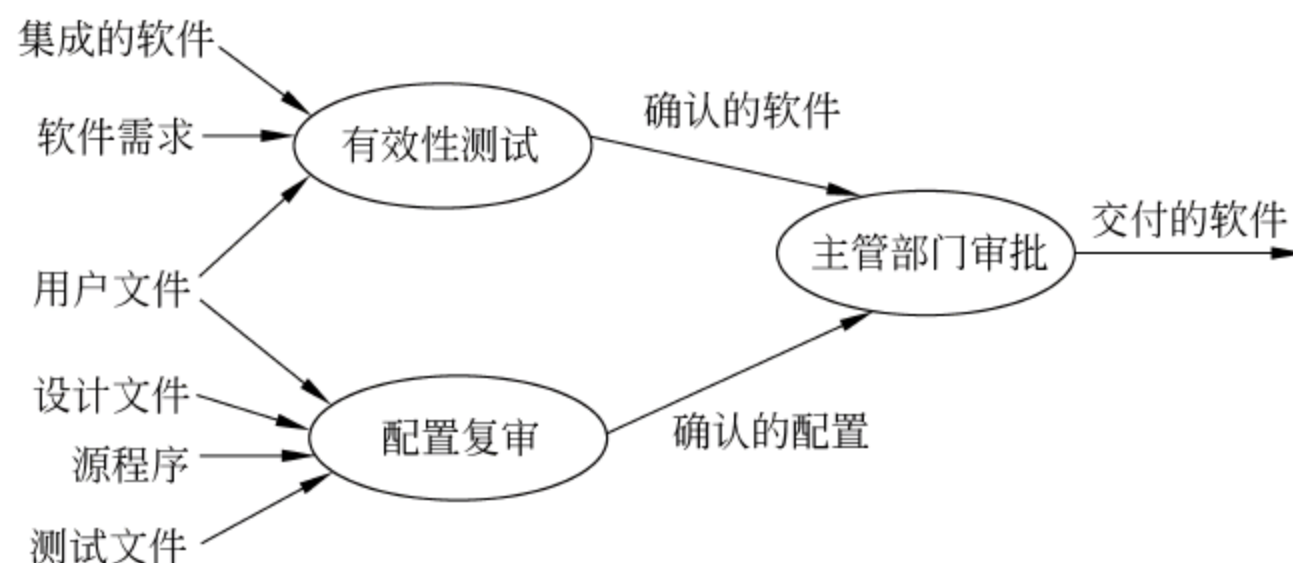 集成的软件
软件需求
有效性测试
确认的软件
用户文件
主管部门审批
交付的软件
设计文件
配置复审
确认的配置
源程序
测试文件